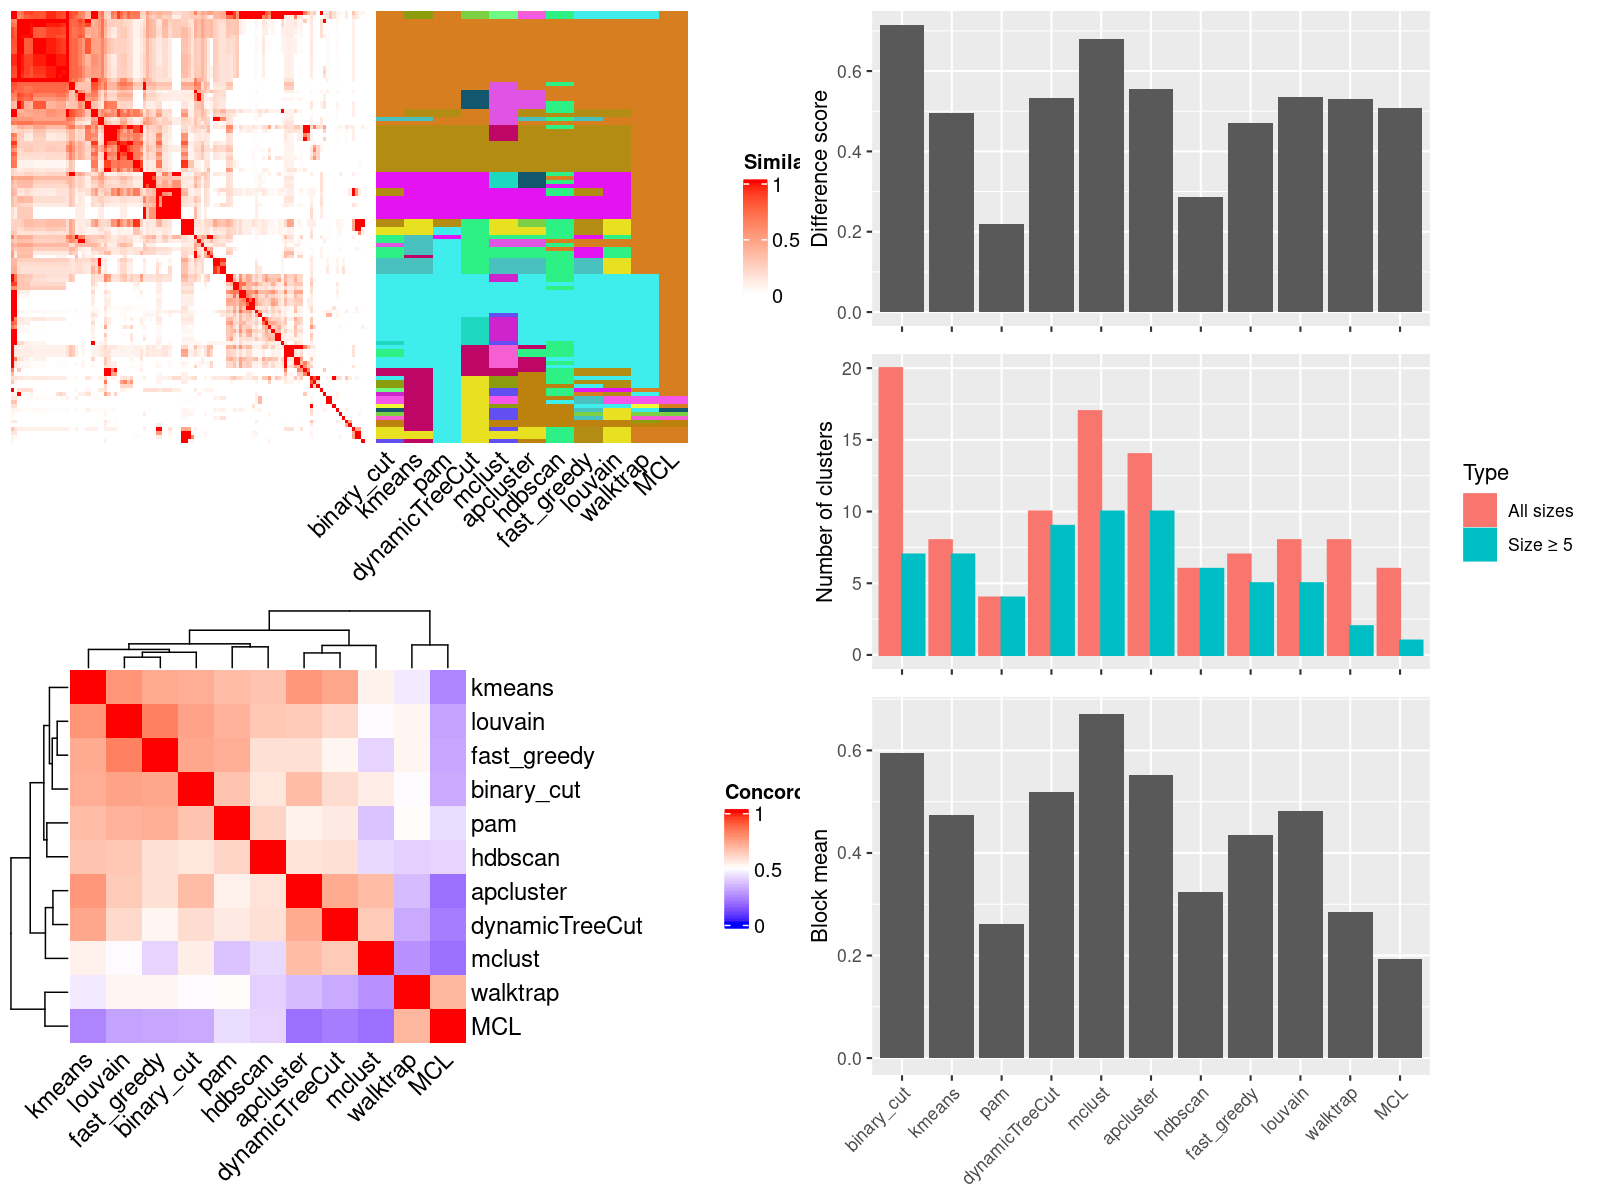 Simila
1
0.5
0
binary_cut
kmeans
pam
dynamicTreeCut
mclust
apcluster
hdbscan
fast_greedy
louvain
walktrap
MCL
Difference score
0.6
0.4
0.2
0.0
Number of clusters
20
15
10
5
0
Type
All sizes
Size ≥ 5
kmeans
louvain
fast_greedy
binary_cut
pam
hdbscan
apcluster
dynamicTreeCut
mclust
walktrap
MCL
kmeans
louvain
fast_greedy
binary_cut
pam
hdbscan
apcluster
dynamicTreeCut
mclust
walktrap
MCL
Concord
1
0.5
0
Block mean
0.6
0.4
0.2
0.0
binary_cut
kmeans
pam
dynamicTreeCut
mclust
apcluster
hdbscan
fast_greedy
louvain
walktrap
MCL